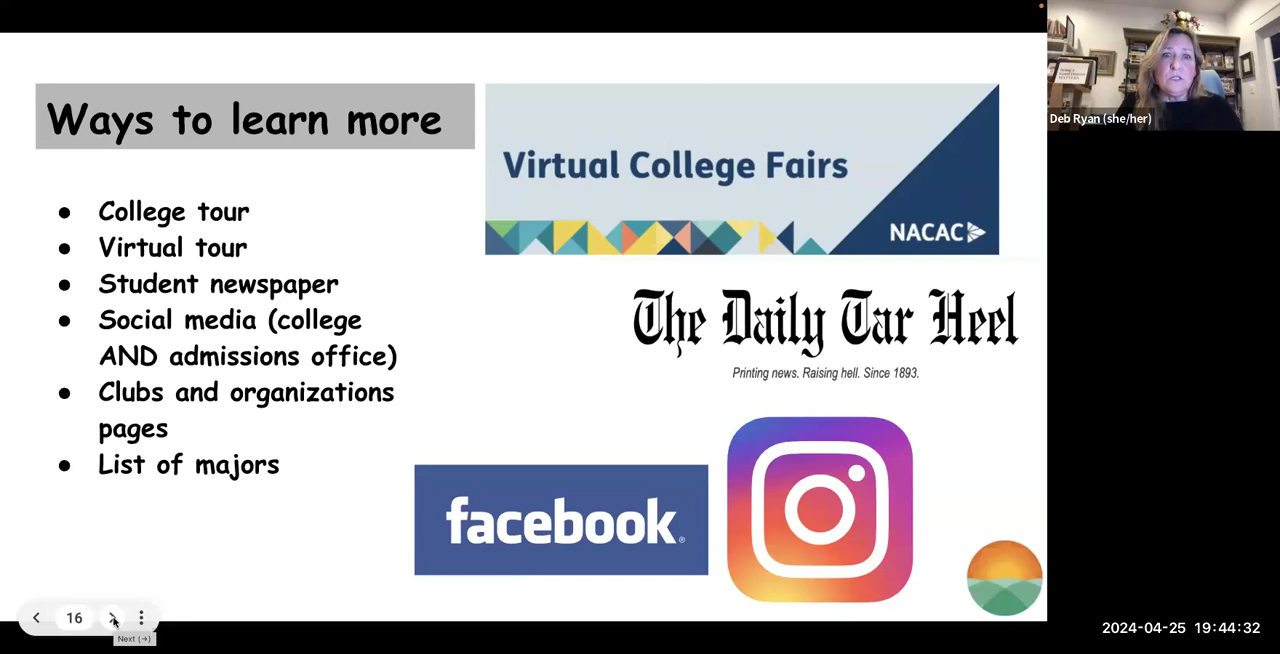 Ways to learn more
Virtual College Fairs
NACAC
● College tour
● Virtual tour
● Student newspaper
● Social media (college
AND admissions office)
● Clubs and organizations
pages
● List of majors
The Daily Tar Heel
Printing news. Raising hell. Since 1893.
facebook®
Deb Ryan (she/her)
16
Next (→)
2024-04-25 19:44:32